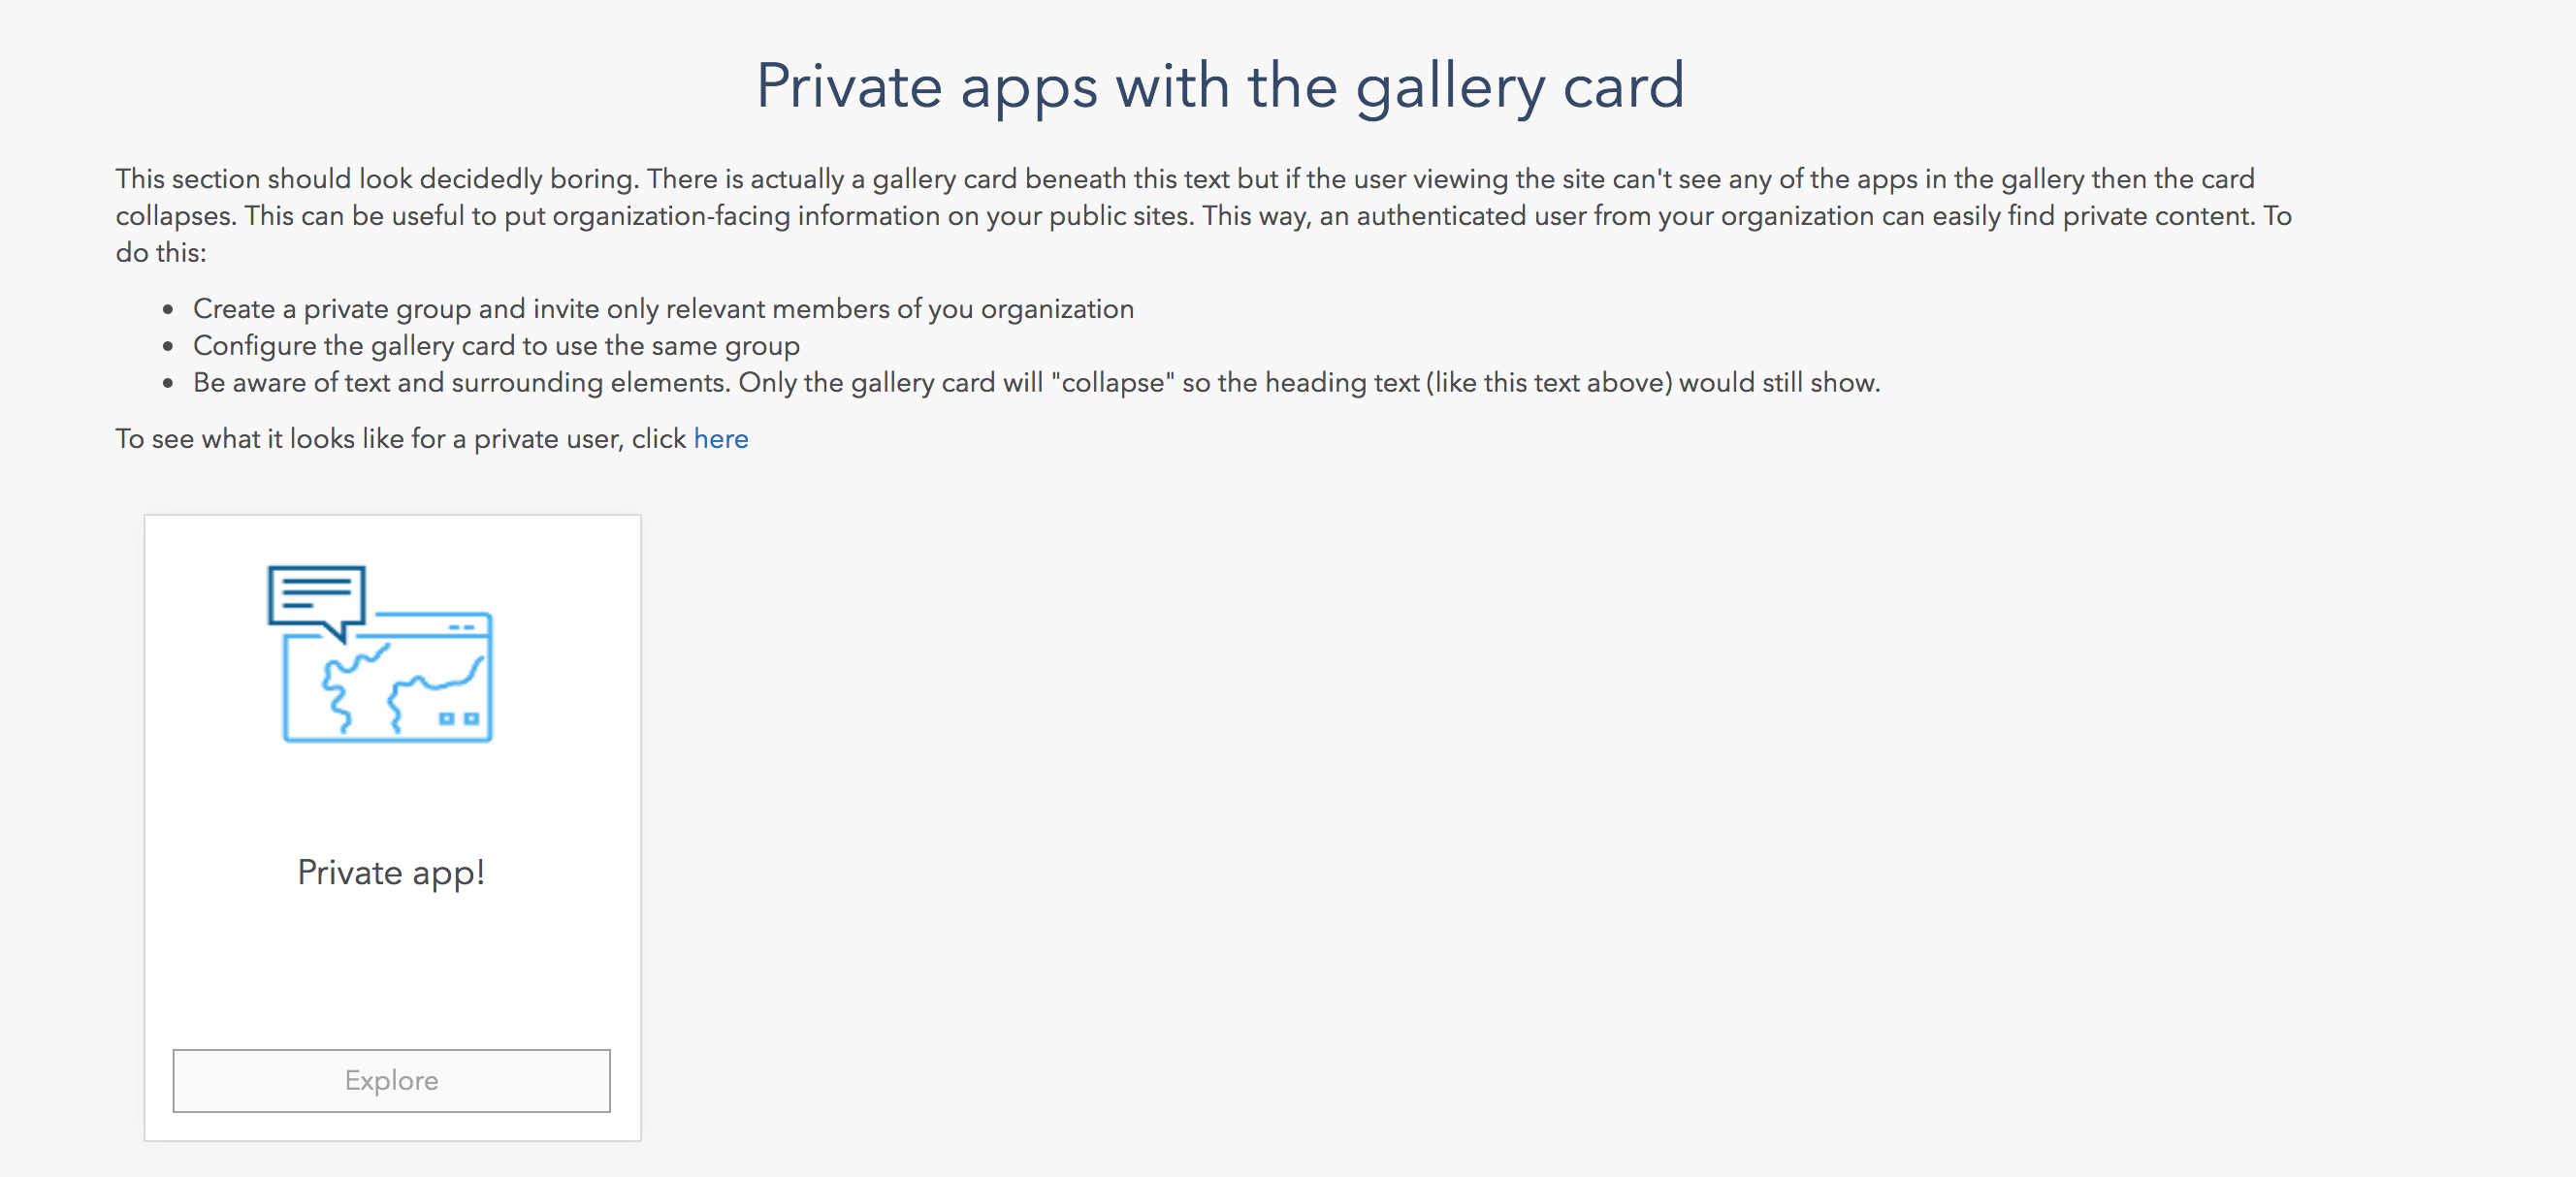 Private apps with the gallery card
This section should look decidedly boring. There is actually a gallery card beneath this text but if the user viewing the site can't see any of the apps in the gallery then the card
collapses. This can be useful to put organization-facing information on your public sites. This way, an authenticated user from your organization can easily find private content. To
do this:
• Create a private group and invite only relevant members of you organization
• Configure the gallery card to use the same group
• Be aware of text and surrounding elements. Only the gallery card will "collapse" so the heading text (like this text above) would still show.
To see what it looks like for a private user, click here
Private app!
Explore